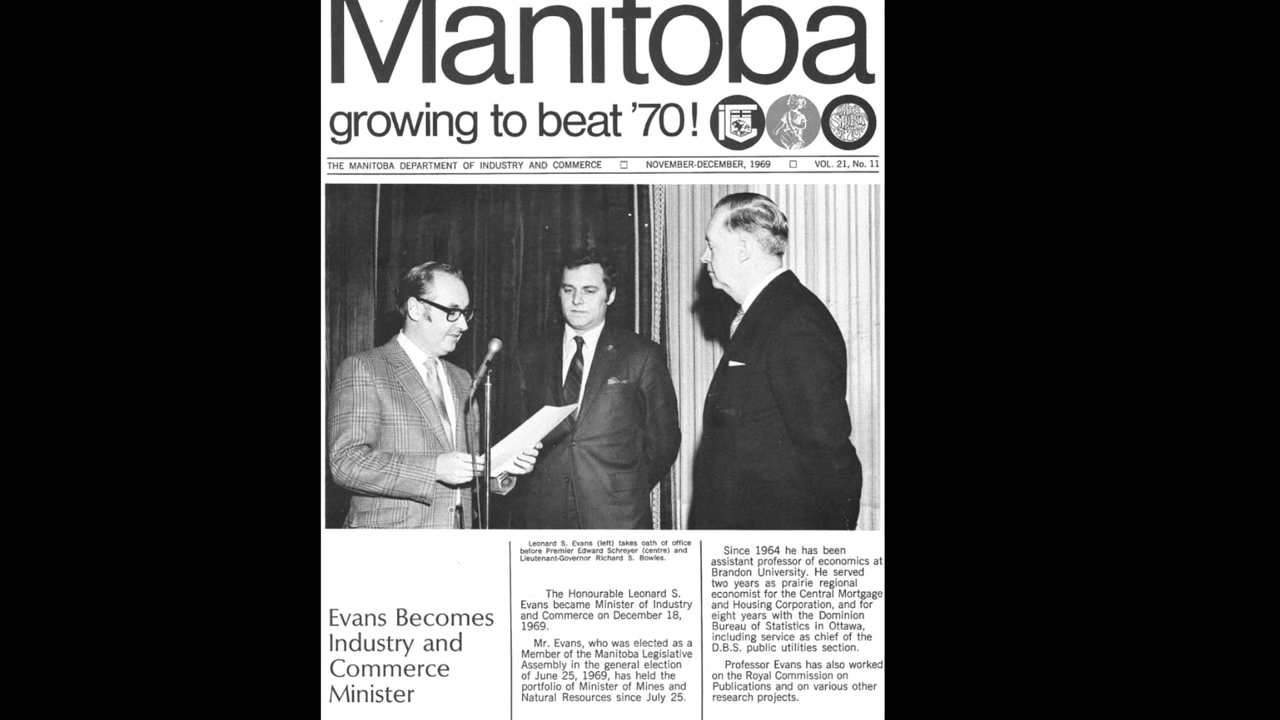 Manitoba
growing to beat '70!
THE MANITOBA DEPARTMENT OF INDUSTRY AND COMMERCE □ NOVEMBER-DECEMBER, 1969 □ VOL. 21, No. 11
Leonard S. Evans (left) takes oath of office
before Premier Edward Schreyer (centre) and
Lieutenant-Governor Richard S. Bowles.
Evans Becomes
Industry and
Commerce
Minister
The Honourable Leonard S.
Evans became Minister of Industry
and Commerce on December 18,
1969.
Mr. Evans, who was elected as a
Member of the Manitoba Legislative
Assembly in the general election
of June 25, 1969, has held the
portfolio of Minister of Mines and
Natural Resources since July 25.
Since 1964 he has been
assistant professor of economics at
Brandon University. He served
two years as prairie regional
economist for the Central Mortgage
and Housing Corporation, and for
eight years with the Dominion
Bureau of Statistics in Ottawa,
including service as chief of the
D.B.S. public utilities section.
Professor Evans has also worked
on the Royal Commission on
Publications and on various other
research projects.